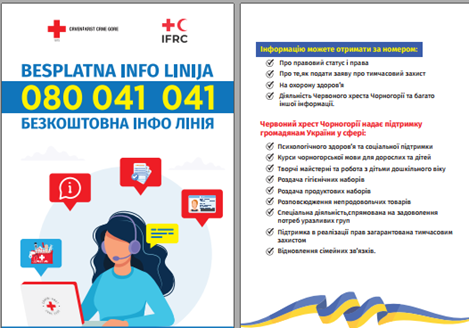 CRVENI KRST CRNE GORE
IFRC
BESPLATNA INFO LINIJA
080 041 041
БЕЗКОШТОВНА ІНФО ЛІНІЯ
Інформацію можете отримати за номером:
Про правовий статус і права
Про те,як подати заяву про тимчасовий захист
На охорону здоров'я
Діяльність Червоного хреста Чорногорії та багато
іншої інформації.
Червоний хрест Чорногорії надає підтримку
громадянам України у сфері:
Психологічного здоров'я та соціальної підтримки
Курси чорногорської мови для дорослих та дітей
Творчі майстерні та робота з дітьми дошкільного віку
Роздача гігієнічних наборів
Роздача продуктових наборів
Розповсюдження непродовольчих товарів
Спеціальна діяльність,спрямована на задоволення
потреб уразливих груп
Підтримка в реалізації прав загарантована тимчасовим
захистом
Відновлення сімейних зв'язків.